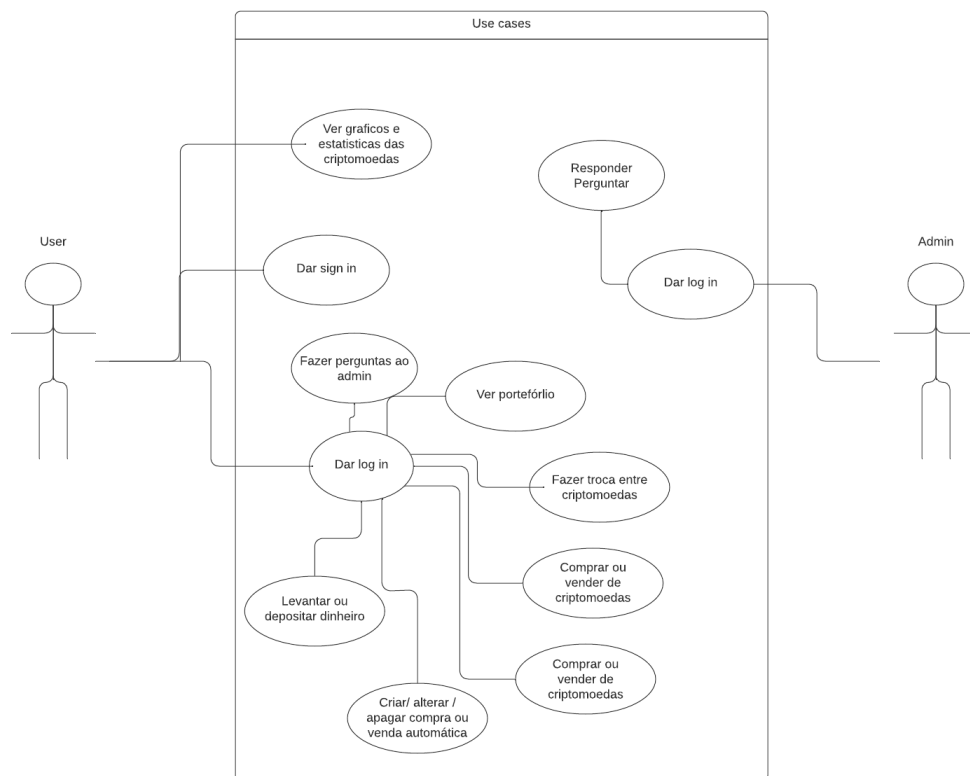 Use cases
Ver graficos e
estatisticas das
criptomoedas
Responder
Perguntar
User
Admin
Dar sign in
Dar log in
Fazer perguntas ao
admin
Ver portefórlio
Dar log in
Fazer troca entre
criptomoedas
Comprar ou
vender de
criptomoedas
Levantar ou
depositar dinheiro
Comprar ou
vender de
criptomoedas
Criar/ alterar /
apagar compra ou
venda automática